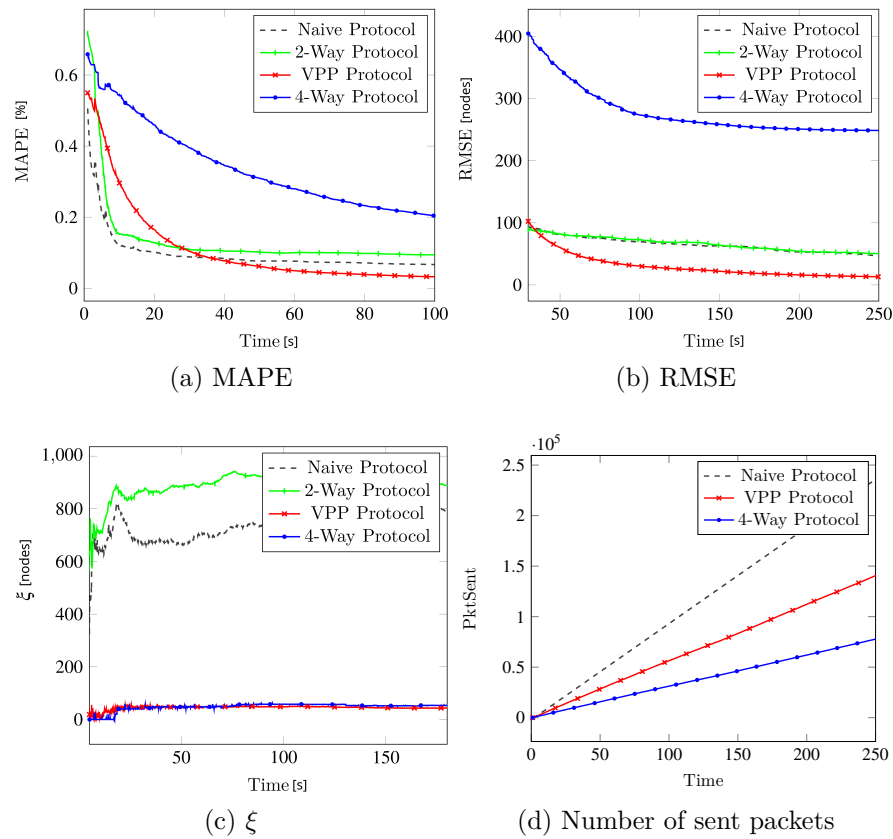 Naive Protocol
2-Way Protocol
VPP Protocol
4-Way Protocol
0.6
0.4
0.2
0
MAPE [%]
0 20 40 60 80 100
Time [s]
(a) MAPE
Naive Protocol
2-Way Protocol
VPP Protocol
4-Way Protocol
400
300
200
100
0
RMSE [nodes]
50 100 150 200 250
Time [s]
(b) RMSE
Naive Protocol
2-Way Protocol
VPP Protocol
4-Way Protocol
1,000
800
600
400
200
0
ξ [nodes]
50 100 150
Time [s]
(c) ξ
·10⁵
Naive Protocol
VPP Protocol
4-Way Protocol
2.5
2
1.5
1
0.5
0
PktSent
0 50 100 150 200 250
Time
(d) Number of sent packets